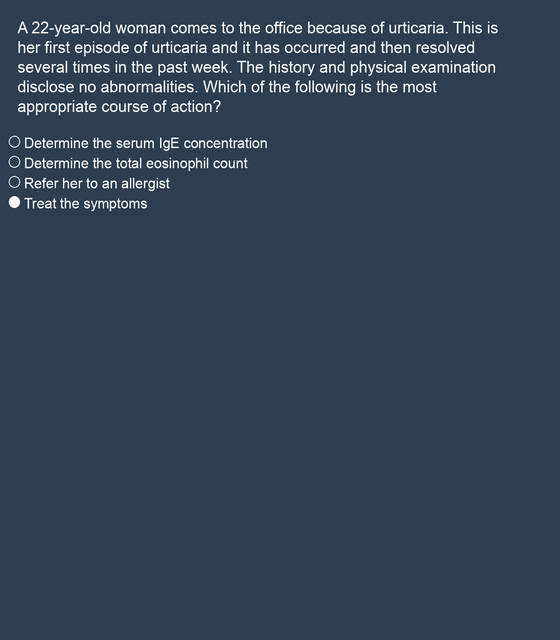 A 22-year-old woman comes to the office because of urticaria. This is
her first episode of urticaria and it has occurred and then resolved
several times in the past week. The history and physical examination
disclose no abnormalities. Which of the following is the most
appropriate course of action?
Determine the serum IgE concentration
Determine the total eosinophil count
Refer her to an allergist
Treat the symptoms